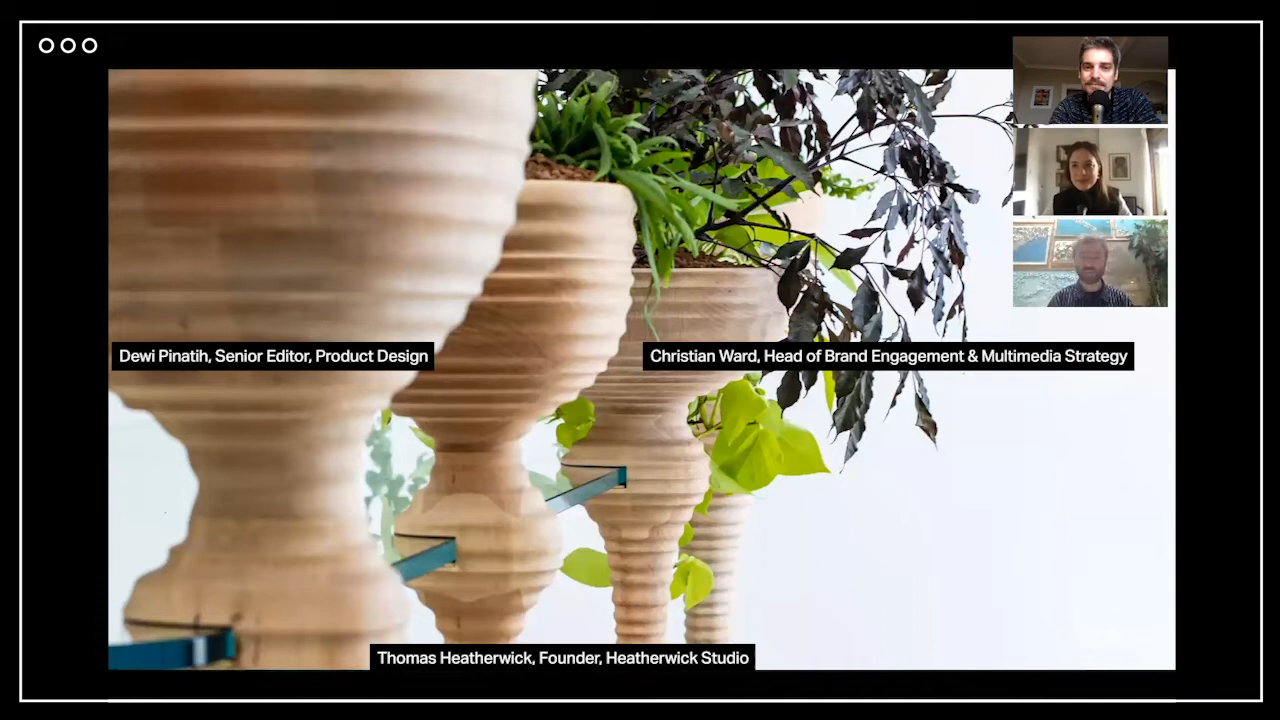 Dewi Pinatih, Senior Editor, Product Design
Christian Ward, Head of Brand Engagement & Multimedia Strategy
Thomas Heatherwick, Founder, Heatherwick Studio